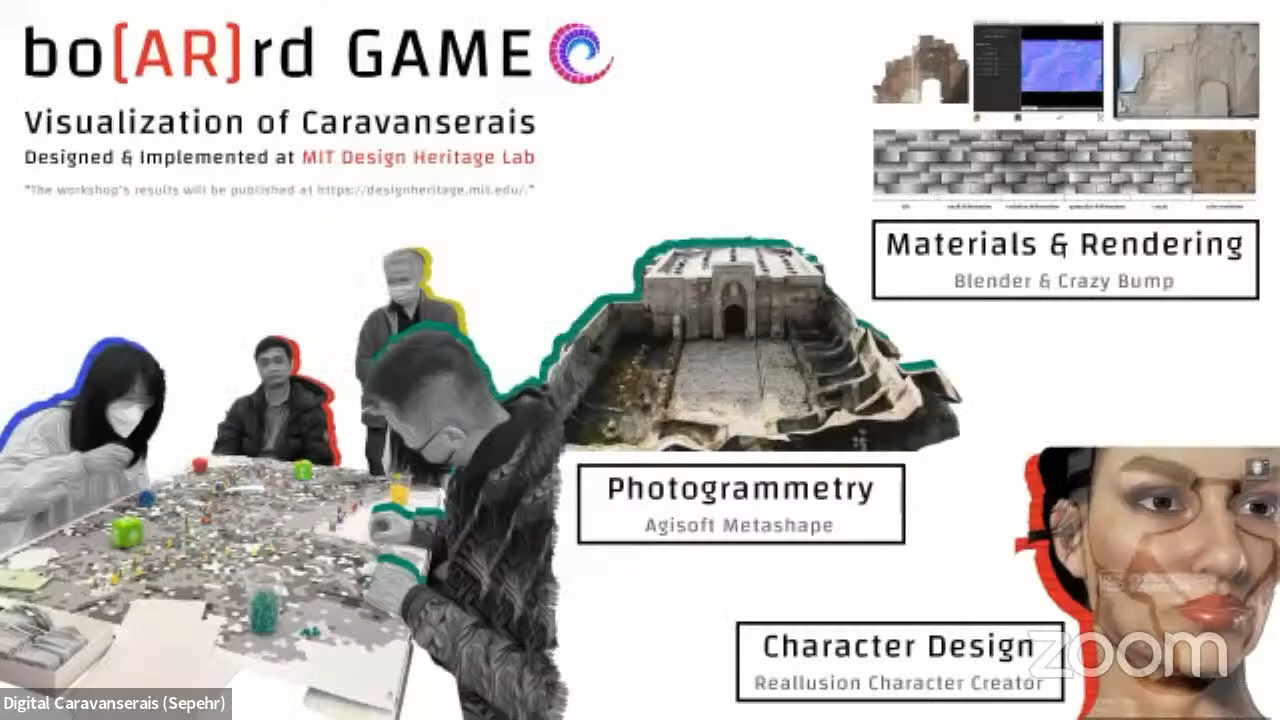 bo[AR]rd GAME
Visualization of Caravanserais
Designed & Implemented at MIT Design Heritage Lab
"The workshop's results will be published at https://designheritage.mit.edu/."
Materials & Rendering
Blender & Crazy Bump
Photogrammetry
Agisoft Metashape
Character Design
Reallusion Character Creator
zoom
Digital Caravanserais (Sepehr)